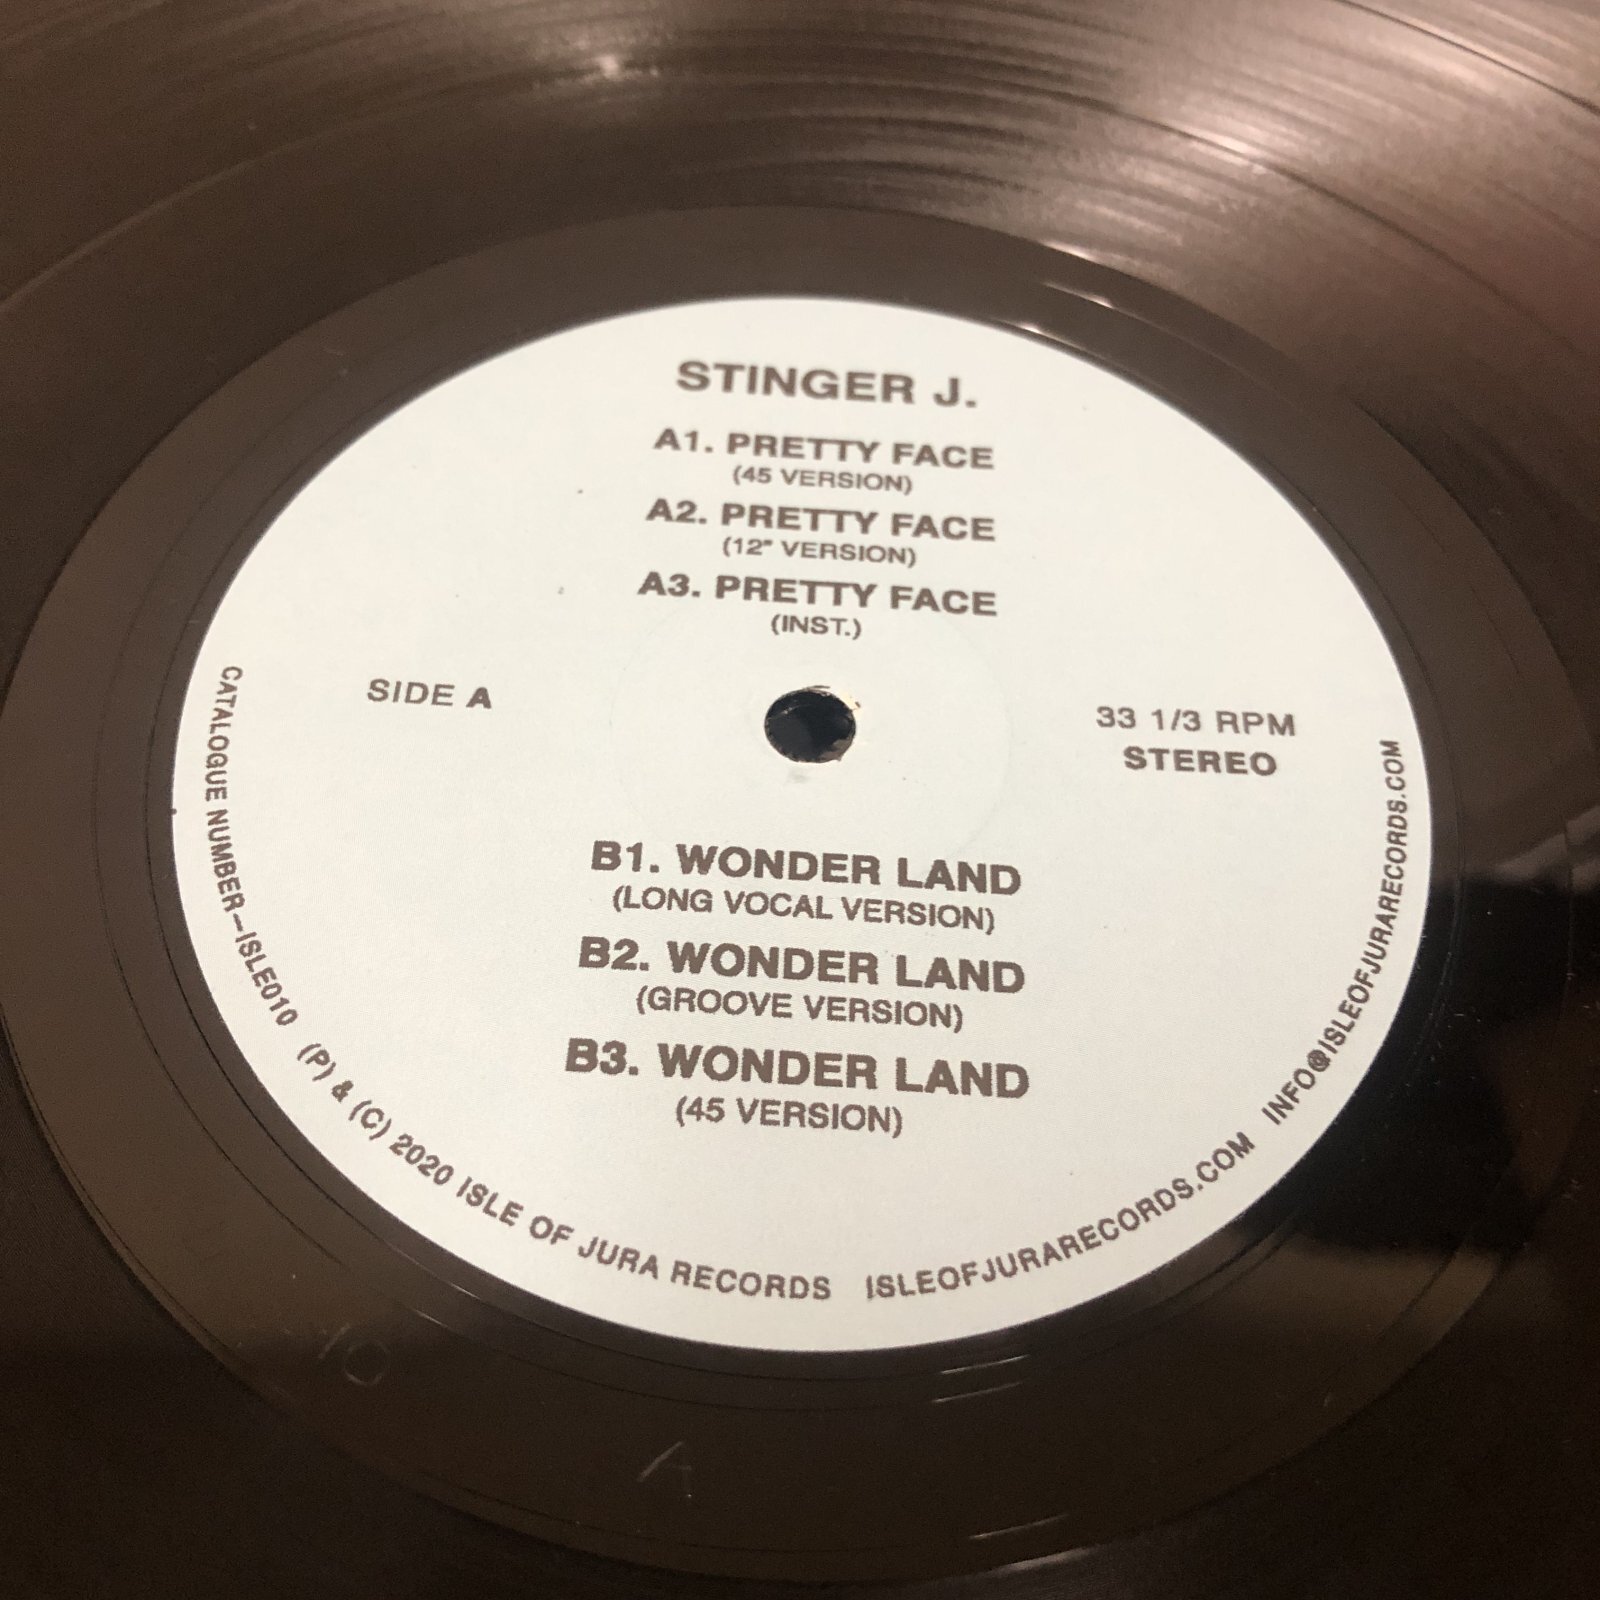 STINGER J.
A1. PRETTY FACE
(45 VERSION)
A2. PRETTY FACE
(12" VERSION)
A3. PRETTY FACE
(INST.)
SIDE A
33 1/3 RPM
STEREO
B1. WONDER LAND
(LONG VOCAL VERSION)
B2. WONDER LAND
(GROOVE VERSION)
B3. WONDER LAND
(45 VERSION)
CATALOGUE NUMBER—ISLE010 (P) & (C) 2020 ISLE OF JURA RECORDS ISLEOFJURARECORDS.COM INFO@ISLEOFJURARECORDS.COM
10
A